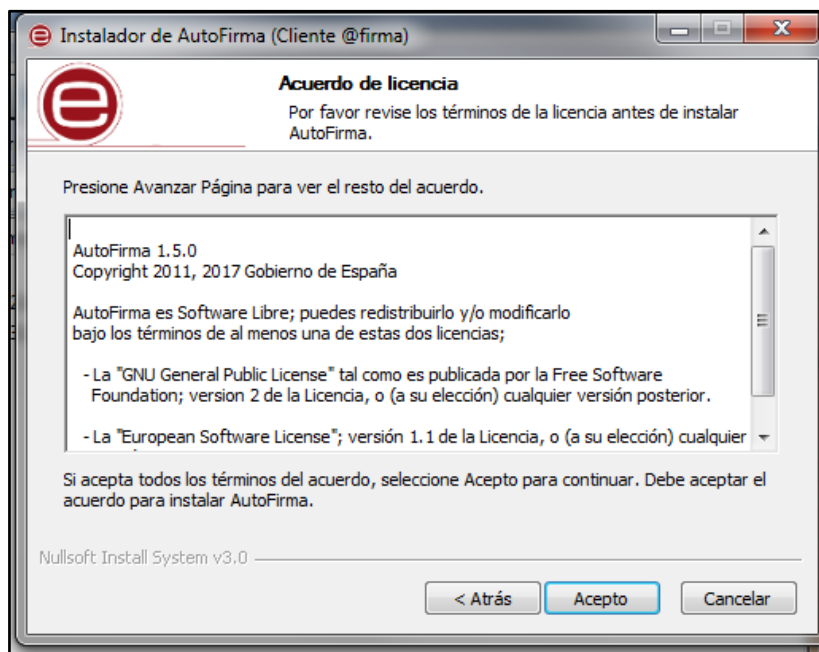 Instalador de AutoFirma (Cliente @firma)
Acuerdo de licencia
Por favor revise los términos de la licencia antes de instalar
AutoFirma.
Presione Avanzar Página para ver el resto del acuerdo.
AutoFirma 1.5.0
Copyright 2011, 2017 Gobierno de España
AutoFirma es Software Libre; puedes redistribuirlo y/o modificarlo
bajo los términos de al menos una de estas dos licencias;
- La "GNU General Public License" tal como es publicada por la Free Software
Foundation; version 2 de la Licencia, o (a su elección) cualquier versión posterior.
- La "European Software License"; versión 1.1 de la Licencia, o (a su elección) cualquier
Si acepta todos los términos del acuerdo, seleccione Acepto para continuar. Debe aceptar el
acuerdo para instalar AutoFirma.
Nullsoft Install System v3.0
< Atrás
Acepto
Cancelar